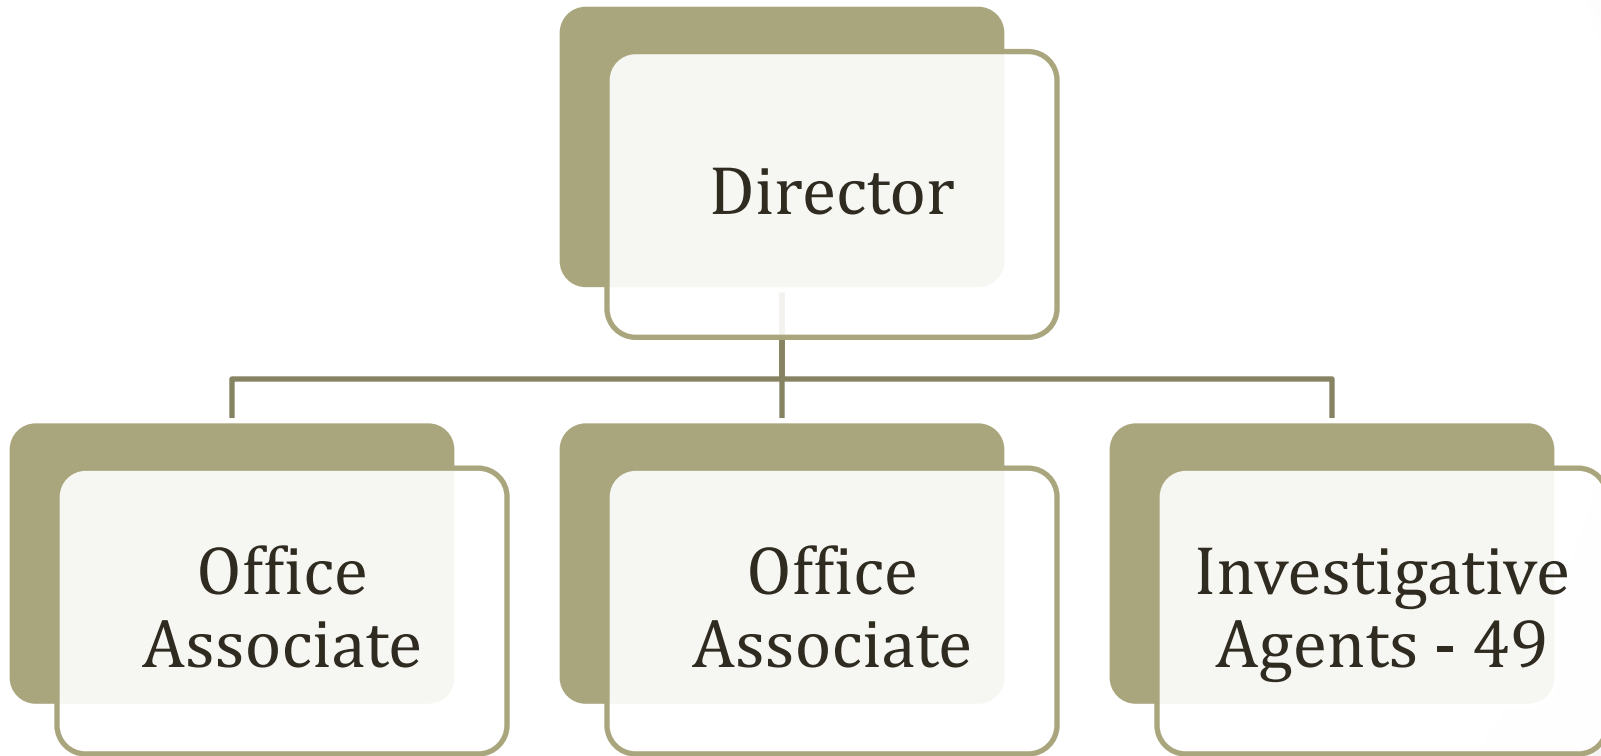 Director
Office
Associate
Office
Associate
Investigative
Agents - 49